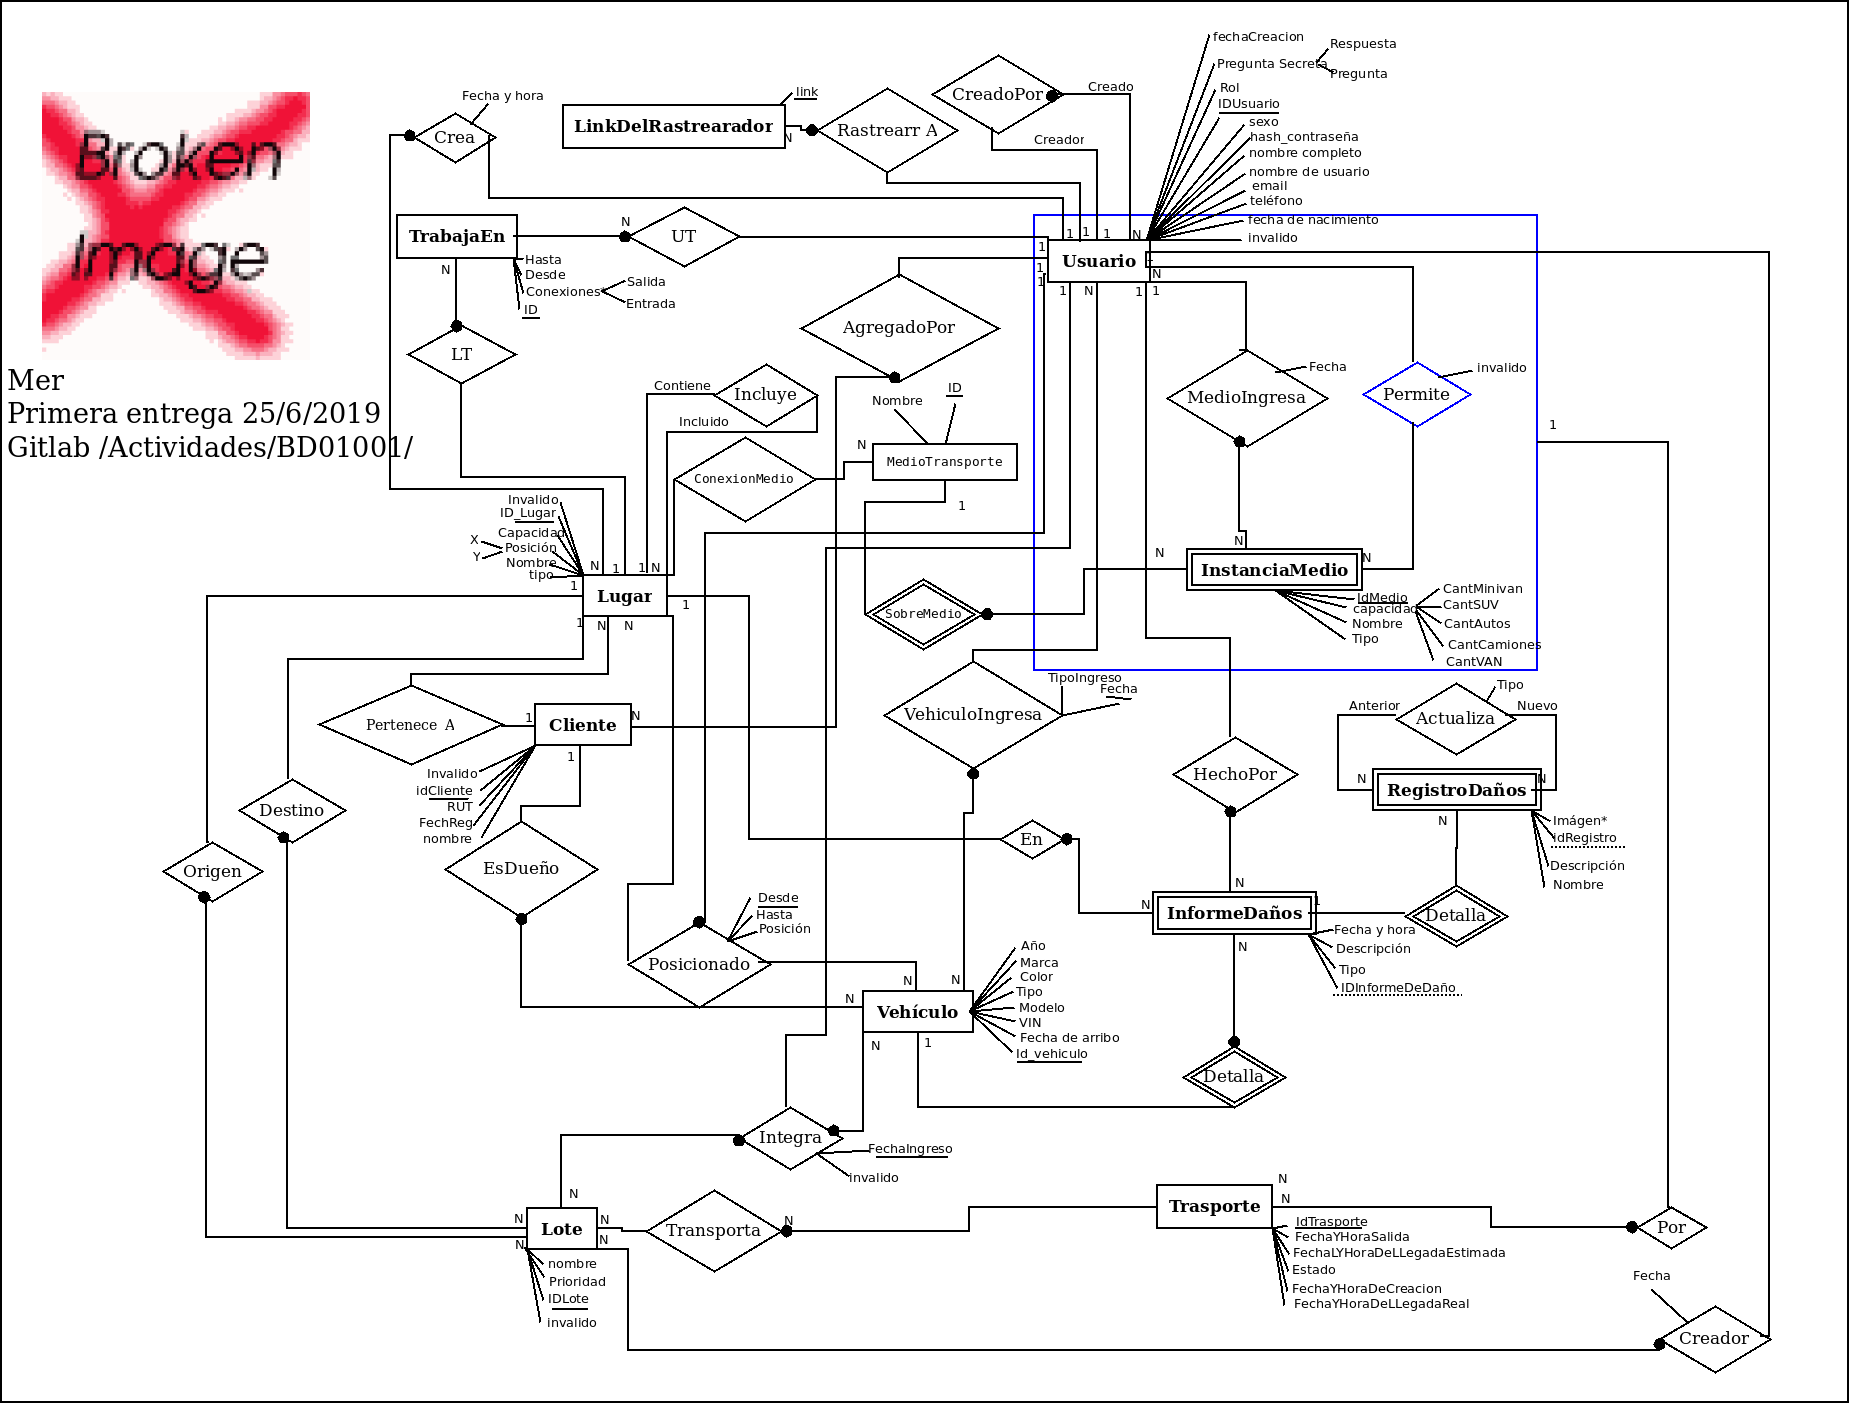 Broken
Image
Mer
Primera entrega 25/6/2019
Gitlab /Actividades/BD01001/
Fecha y hora
Crea
LinkDelRastrearador
link
N
Rastrearr A
CreadoPor
Creado
Creador
fechaCreacion
Pregunta Secreta
Respuesta
Pregunta
Rol
IDUsuario
sexo
hash_contraseña
nombre completo
nombre de usuario
email
teléfono
fecha de nacimiento
invalido
TrabajaEn
N
UT
Hasta
Desde
Conexiones*
Salida
Entrada
ID
N
LT
1
1
1
N
1
1
1
Usuario
1
N
1
N
1
1
AgregadoPor
MedioIngresa
Fecha
Permite
invalido
1
Contiene
Incluye
Incluido
Nombre
ID
N
MedioTransporte
1
ConexionMedio
Invalido
ID_Lugar
Capacidad
Posición
X
Y
Nombre
tipo
N
1
1
N
1
Lugar
1
1
N
N
N
N
N
InstanciaMedio
IdMedio
capacidad
Nombre
Tipo
CantMinivan
CantSUV
CantAutos
CantCamiones
CantVAN
SobreMedio
Pertenece A
1
Cliente
N
1
Invalido
idCliente
RUT
FechReg
nombre
VehiculoIngresa
TipoIngreso
Fecha
HechoPor
Anterior
Actualiza
Tipo
Nuevo
N
N
RegistroDaños
N
Imágen*
idRegistro
Descripción
Nombre
Destino
Origen
EsDueño
En
N
N
InformeDaños
1
Detalla
N
Fecha y hora
Descripción
Tipo
IDInformeDeDaño
Posicionado
Desde
Hasta
Posición
N
N
N
Vehículo
N
1
Año
Marca
Color
Tipo
Modelo
VIN
Fecha de arribo
Id_vehiculo
Detalla
Integra
FechaIngreso
invalido
N
N
N
Lote
N
N
nombre
Prioridad
IDLote
invalido
Transporta
N
Trasporte
N
N
IdTrasporte
FechaYHoraSalida
FechaLYHoraDeLLegadaEstimada
Estado
FechaYHoraDeCreacion
FechaYHoraDeLLegadaReal
Por
Fecha
Creador